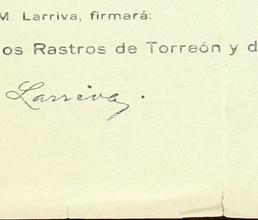 M. Larriva, firmará:
os Rastros de Torreón y d
Larriva.